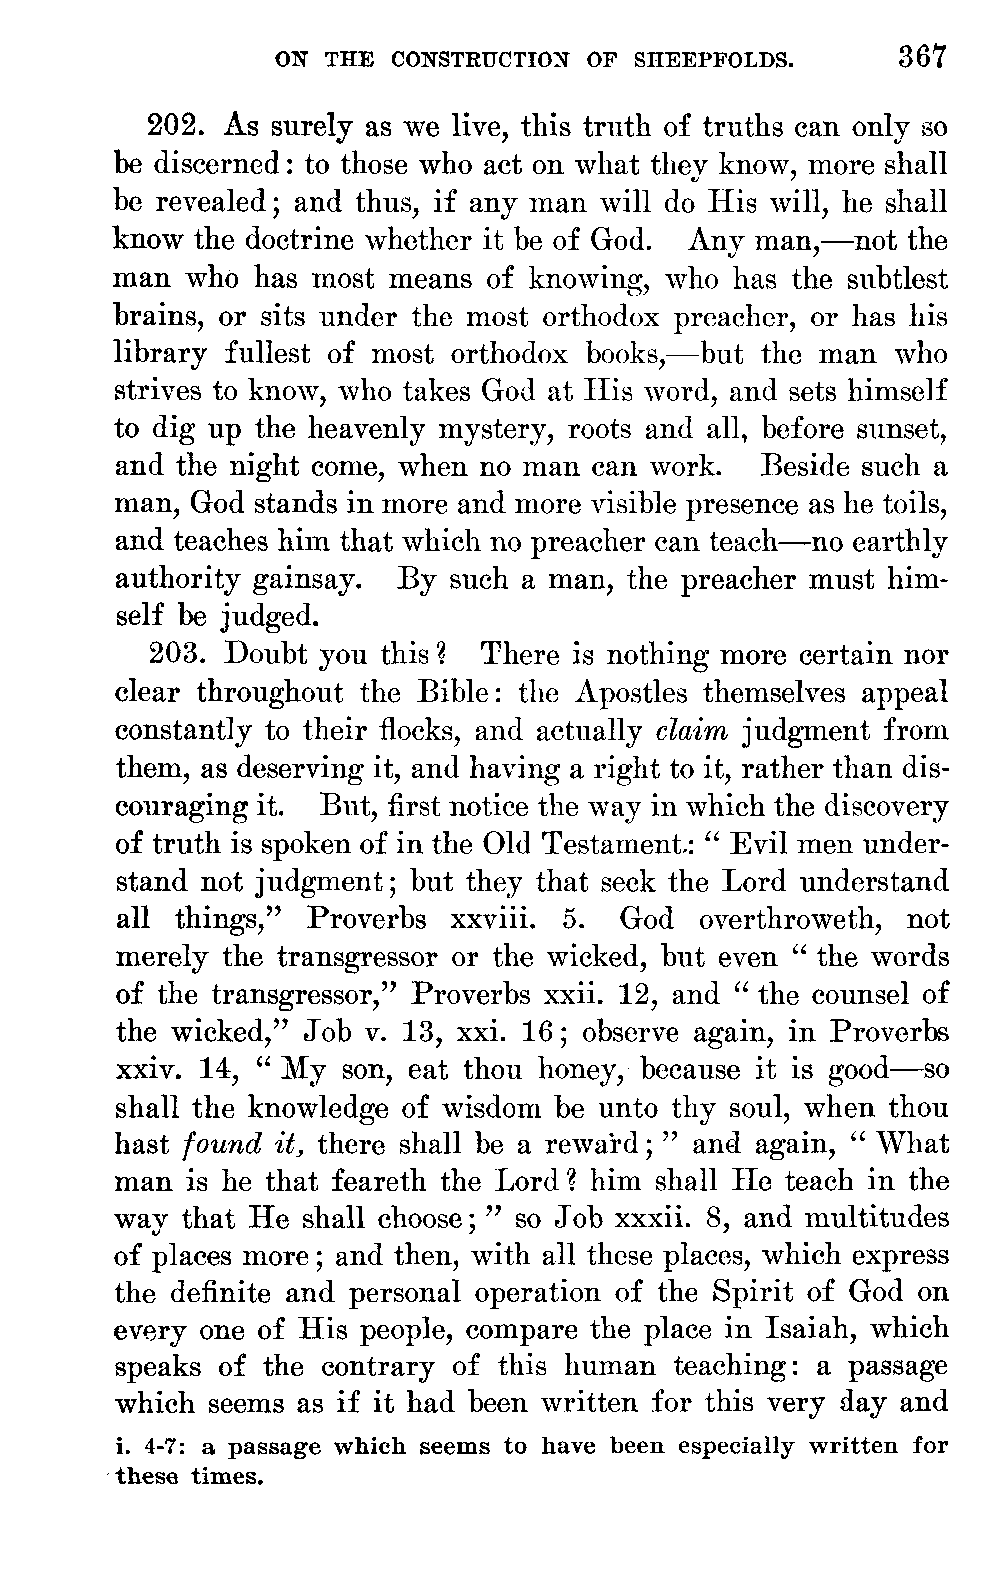 ON THE CONSTRUCTION OF SHEEPFOLDS. 367
202. As surely as we live, this truth of truths can only so
be discerned: to those who act on what they know, more shall
be revealed; and thus, if any man will do His will, he shall
know the doctrine whether it be of God. Any man,—not the
man who has most means of knowing, who has the subtlest
brains, or sits under the most orthodox preacher, or has his
library fullest of most orthodox books,—but the man who
strives to know, who takes God at His word, and sets himself
to dig up the heavenly mystery, roots and all, before sunset,
and the night come, when no man can work. Beside such a
man, God stands in more and more visible presence as he toils,
and teaches him that which no preacher can teach—no earthly
authority gainsay. By such a man, the preacher must him-
self be judged.
203. Doubt you this? There is nothing more certain nor
clear throughout the Bible: the Apostles themselves appeal
constantly to their flocks, and actually claim judgment from
them, as deserving it, and having a right to it, rather than dis-
couraging it. But, first notice the way in which the discovery
of truth is spoken of in the Old Testament.: “ Evil men under-
stand not judgment; but they that seek the Lord understand
all things,” Proverbs xxviii. 5. God overthroweth, not
merely the transgressor or the wicked, but even “ the words
of the transgressor,” Proverbs xxii. 12, and “ the counsel of
the wicked,” Job v. 13, xxi. 16; observe again, in Proverbs
xxiv. 14, “ My son, eat thou honey, because it is good—so
shall the knowledge of wisdom be unto thy soul, when thou
hast found it, there shall be a reward; ” and again, “ What
man is he that feareth the Lord? him shall He teach in the
way that He shall choose; ” so Job xxxii. 8, and multitudes
of places more; and then, with all these places, which express
the definite and personal operation of the Spirit of God on
every one of His people, compare the place in Isaiah, which
speaks of the contrary of this human teaching: a passage
which seems as if it had been written for this very day and
i. 4-7: a passage which seems to have been especially written for
these times.